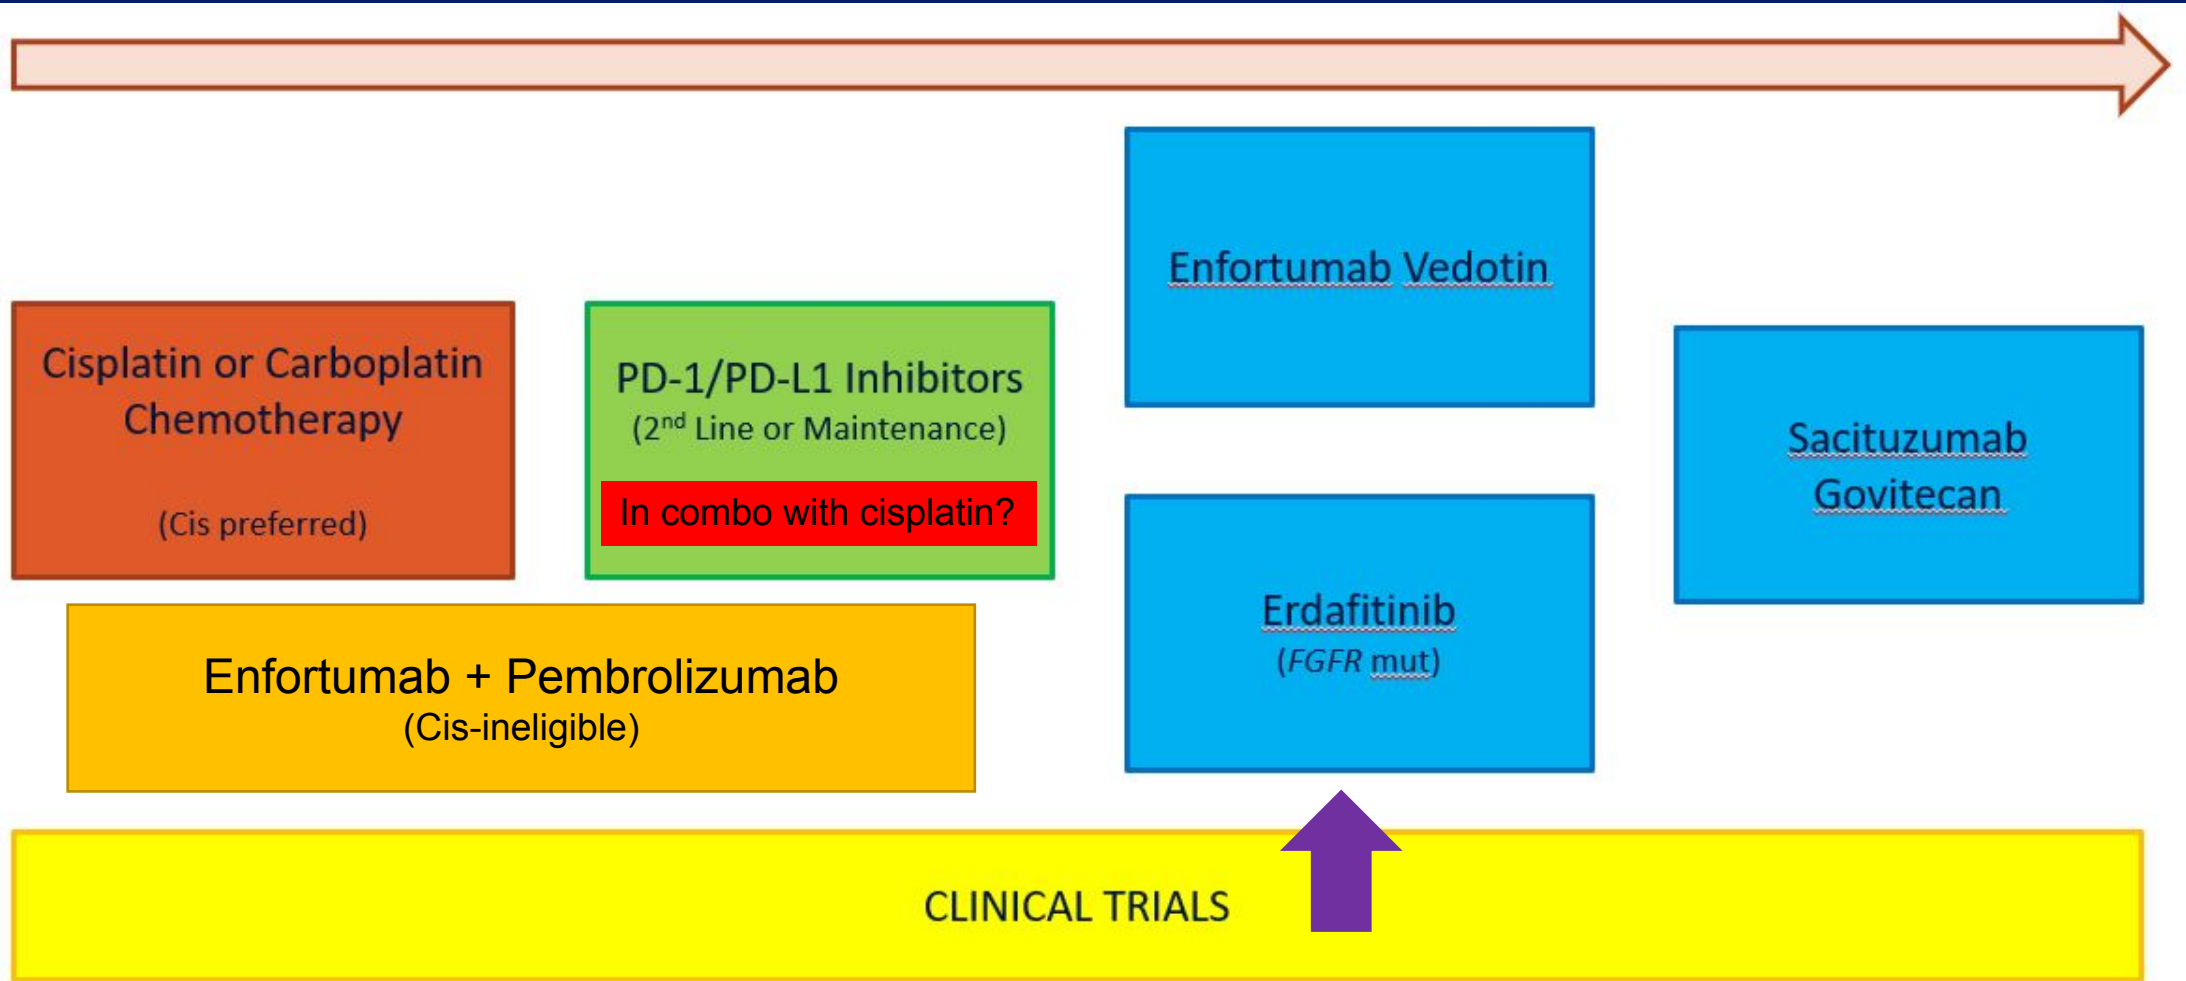 Cisplatin or Carboplatin
Chemotherapy
(Cis preferred)
PD-1/PD-L1 Inhibitors
(2nd Line or Maintenance)
In combo with cisplatin?
Enfortumab Vedotin
Erdafitinib
(FGFR mut)
Sacituzumab
Govitecan
Enfortumab + Pembrolizumab
(Cis-ineligible)
CLINICAL TRIALS